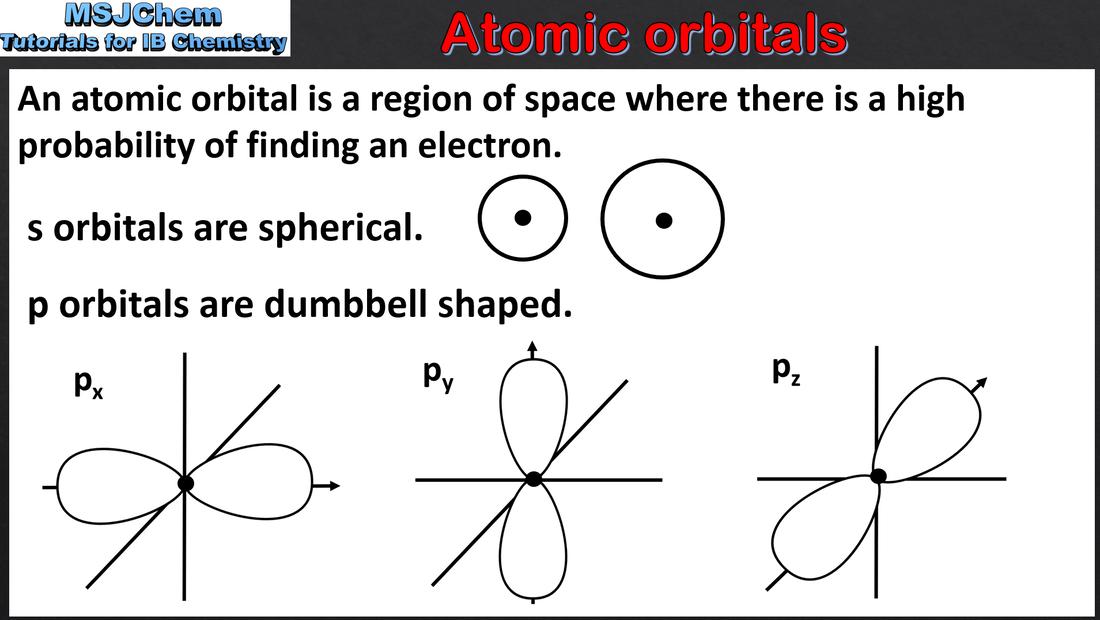 MSJChem
Tutorials for IB Chemistry
Atomic orbitals
An atomic orbital is a region of space where there is a high
probability of finding an electron.
s orbitals are spherical.
p orbitals are dumbbell shaped.
px
py
pz